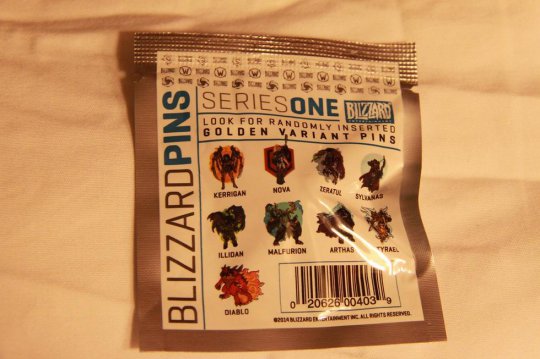 BLIZZARDPINS
SERIESONE
BLIZZARD
ENTERTAINMENT
LOOK FOR RANDOMLY INSERTED
GOLDEN VARIANT PINS
KERRIGAN
NOVA
ZERATUL
SYLVANAS
ILLIDAN
MALFURION
ARTHAS
TYRAEL
DIABLO
0 20626 00403 9
©2014 BLIZZARD ENTERTAINMENT INC. ALL RIGHTS RESERVED.